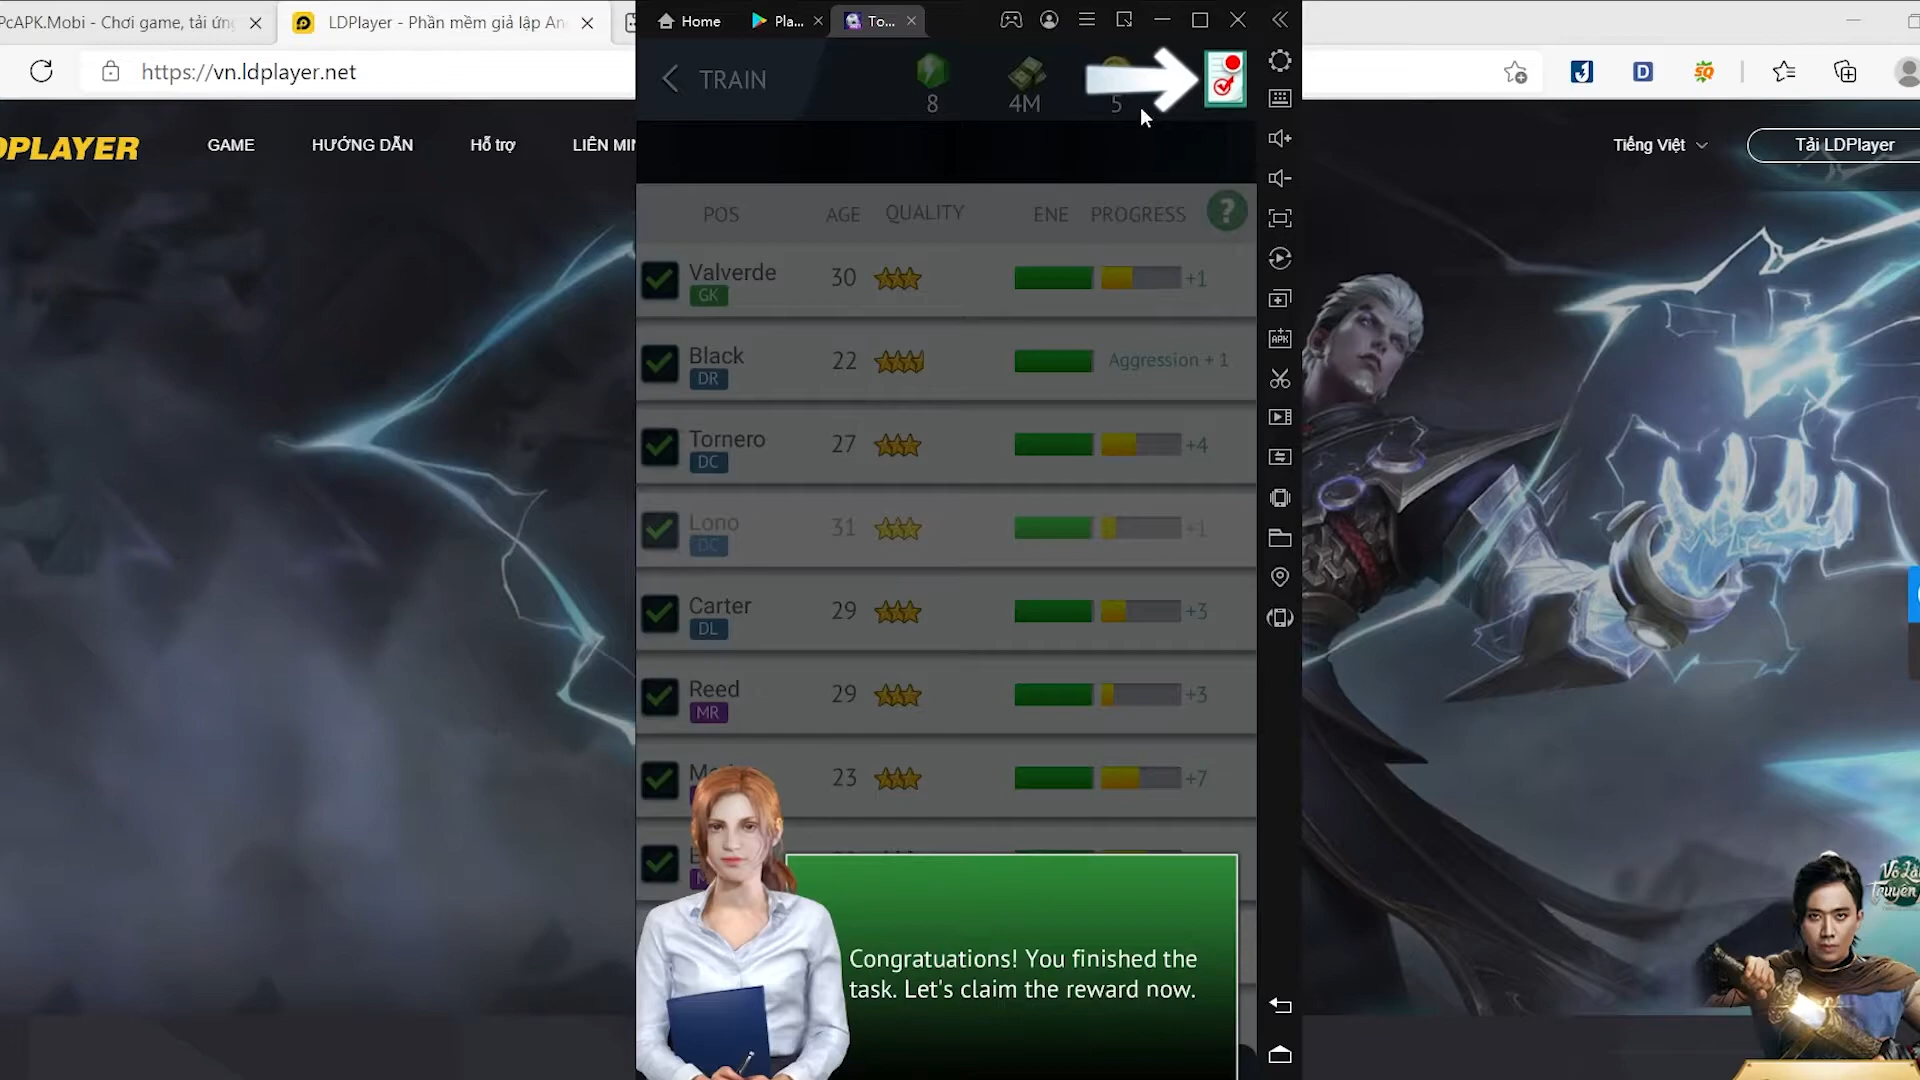 PcAPK.Mobi - Chơi game, tải ứng
LDPlayer - Phần mềm giả lập An
Home
Pla...
To...
https://vn.ldplayer.net
DPLAYER
GAME
HƯỚNG DẪN
Hỗ trợ
LIÊN MIN
Tiếng Việt
Tải LDPlayer
TRAIN
8
4M
5
POS
AGE
QUALITY
ENE
PROGRESS
?
Valverde
GK
30
+1
Black
DR
22
Aggression + 1
Tornero
DC
27
+4
Lono
DC
31
+1
Carter
DL
29
+3
Reed
MR
29
+3
23
+7
Congratuations! You finished the
task. Let's claim the reward now.
APK